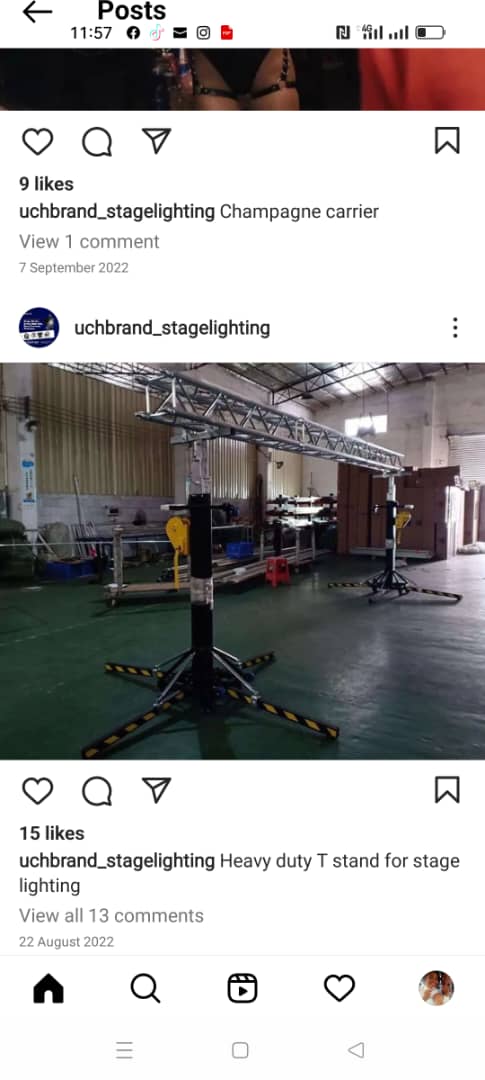 Posts
11:57
4G
9 likes
uchbrand_stagelighting Champagne carrier
View 1 comment
7 September 2022
uchbrand_stagelighting
15 likes
uchbrand_stagelighting Heavy duty T stand for stage
lighting
View all 13 comments
22 August 2022